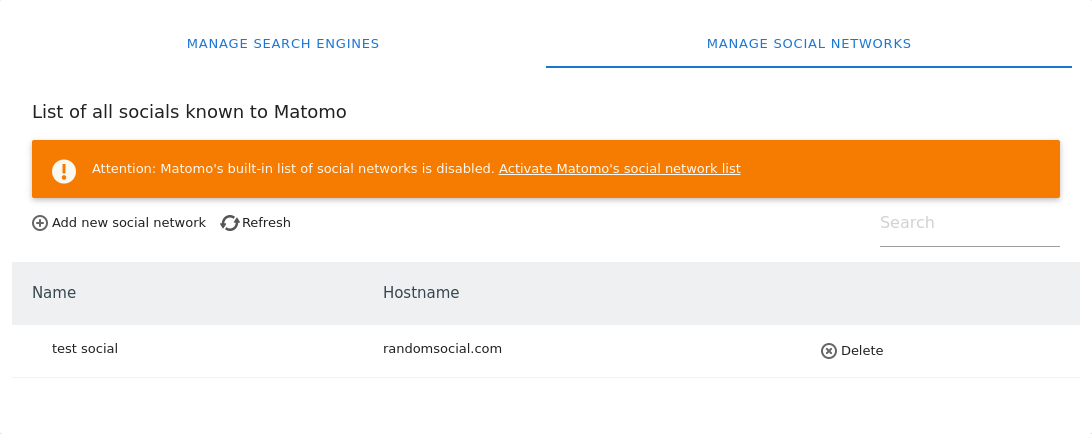 MANAGE SEARCH ENGINES MANAGE SOCIAL NETWORKS
List of all socials known to Matomo
Attention: Matomo's built-in list of social networks is disabled. Activate Matomo's social network list
Add new social network Refresh Search
Name Hostname
test social randomsocial.com Delete